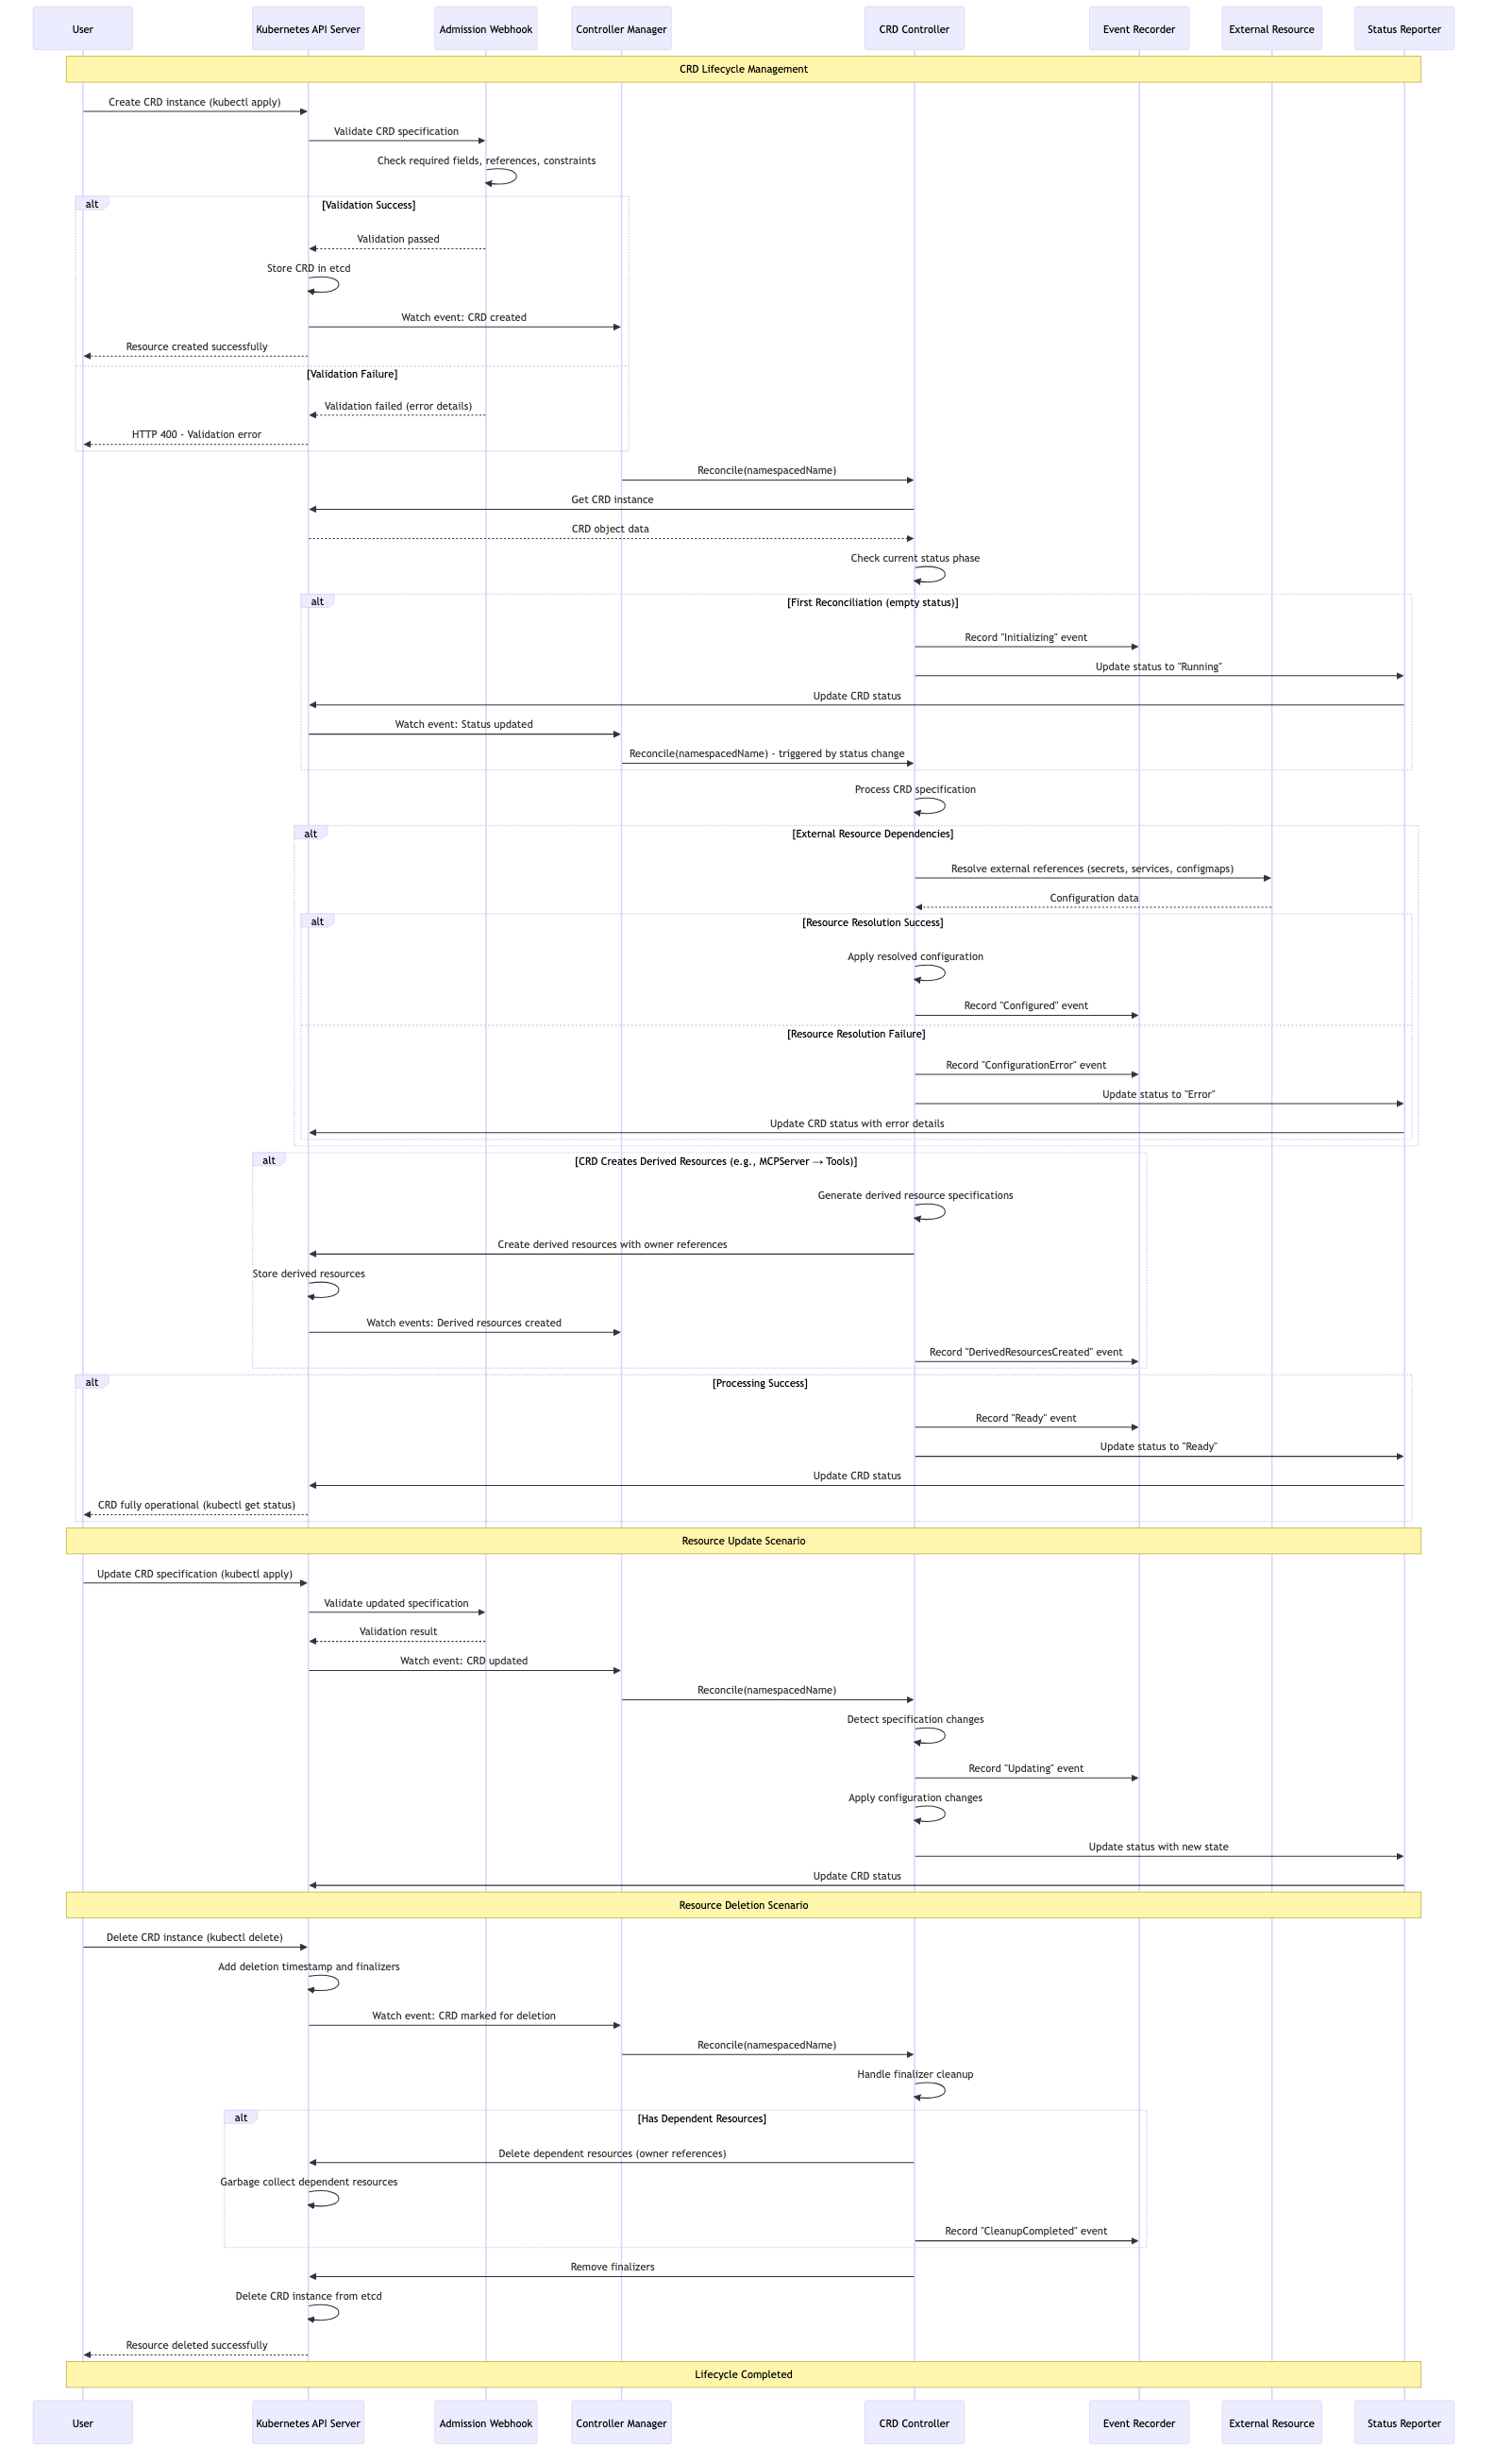 User
Kubernetes API Server
Admission Webhook
Controller Manager
CRD Controller
Event Recorder
External Resource
Status Reporter
CRD Lifecycle Management
Create CRD instance (kubectl apply)
Validate CRD specification
Check required fields, references, constraints
alt
[Validation Success]
Validation passed
Store CRD in etcd
Watch event: CRD created
Resource created successfully
[Validation Failure]
Validation failed (error details)
HTTP 400 - Validation error
Reconcile(namespacedName)
Get CRD instance
CRD object data
Check current status phase
alt
[First Reconciliation (empty status)]
Record "Initializing" event
Update status to "Running"
Update CRD status
Watch event: Status updated
Reconcile(namespacedName) - triggered by status change
Process CRD specification
alt
[External Resource Dependencies]
Resolve external references (secrets, services, configmaps)
Configuration data
alt
[Resource Resolution Success]
Apply resolved configuration
Record "Configured" event
[Resource Resolution Failure]
Record "ConfigurationError" event
Update status to "Error"
Update CRD status with error details
alt
[CRD Creates Derived Resources (e.g., MCPServer → Tools)]
Generate derived resource specifications
Create derived resources with owner references
Store derived resources
Watch events: Derived resources created
Record "DerivedResourcesCreated" event
alt
[Processing Success]
Record "Ready" event
Update status to "Ready"
Update CRD status
CRD fully operational (kubectl get status)
Resource Update Scenario
Update CRD specification (kubectl apply)
Validate updated specification
Validation result
Watch event: CRD updated
Reconcile(namespacedName)
Detect specification changes
Record "Updating" event
Apply configuration changes
Update status with new state
Update CRD status
Resource Deletion Scenario
Delete CRD instance (kubectl delete)
Add deletion timestamp and finalizers
Watch event: CRD marked for deletion
Reconcile(namespacedName)
Handle finalizer cleanup
alt
[Has Dependent Resources]
Delete dependent resources (owner references)
Garbage collect dependent resources
Record "CleanupCompleted" event
Remove finalizers
Delete CRD instance from etcd
Resource deleted successfully
Lifecycle Completed
User
Kubernetes API Server
Admission Webhook
Controller Manager
CRD Controller
Event Recorder
External Resource
Status Reporter